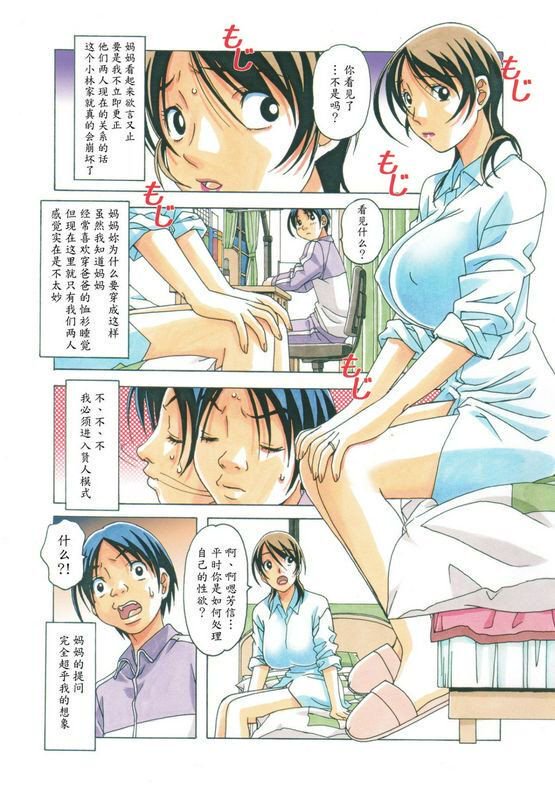 もじ
もじ
你看見了
…不是嗎？
妈妈看起来欲言又止
要是我不立即更正
他们两人现在的关系的话
这个小林家就真的会崩坏了
もじ
もじ
看見什么？
妈妈妳为什么要穿成这样
虽然我知道妈妈
经常喜欢穿爸爸的恤衫睡觉
但现在这里就只有我们两人
感觉实在是不太妙
もじ
不、不、不
我必须进入贤人模式
啊、啊嗯芳信…
平时你是如何处理
自己的性欲？
什么?!
妈妈的提问
完全超乎我的想象